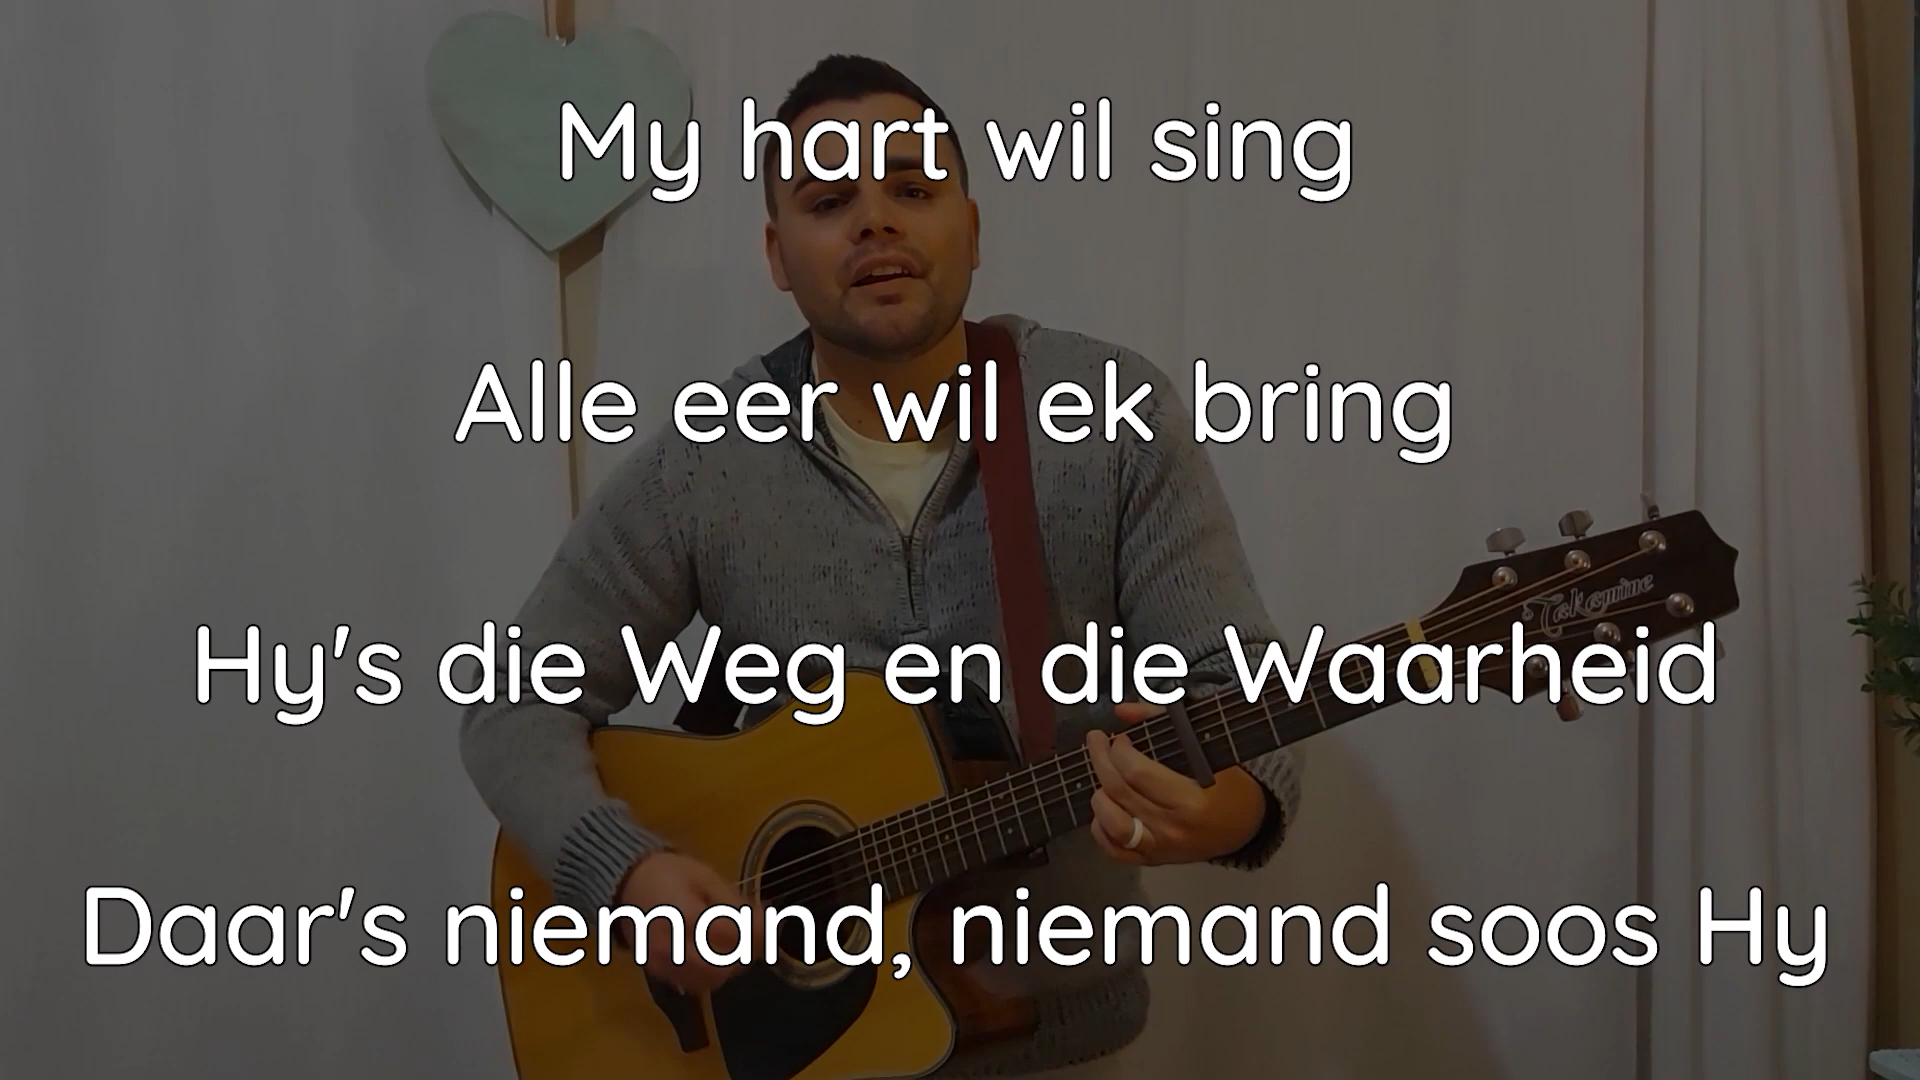 My hart wil sing
Alle eer wil ek bring
Takamine
Hy's die Weg en die Waarheid
Daar's niemand, niemand soos Hy